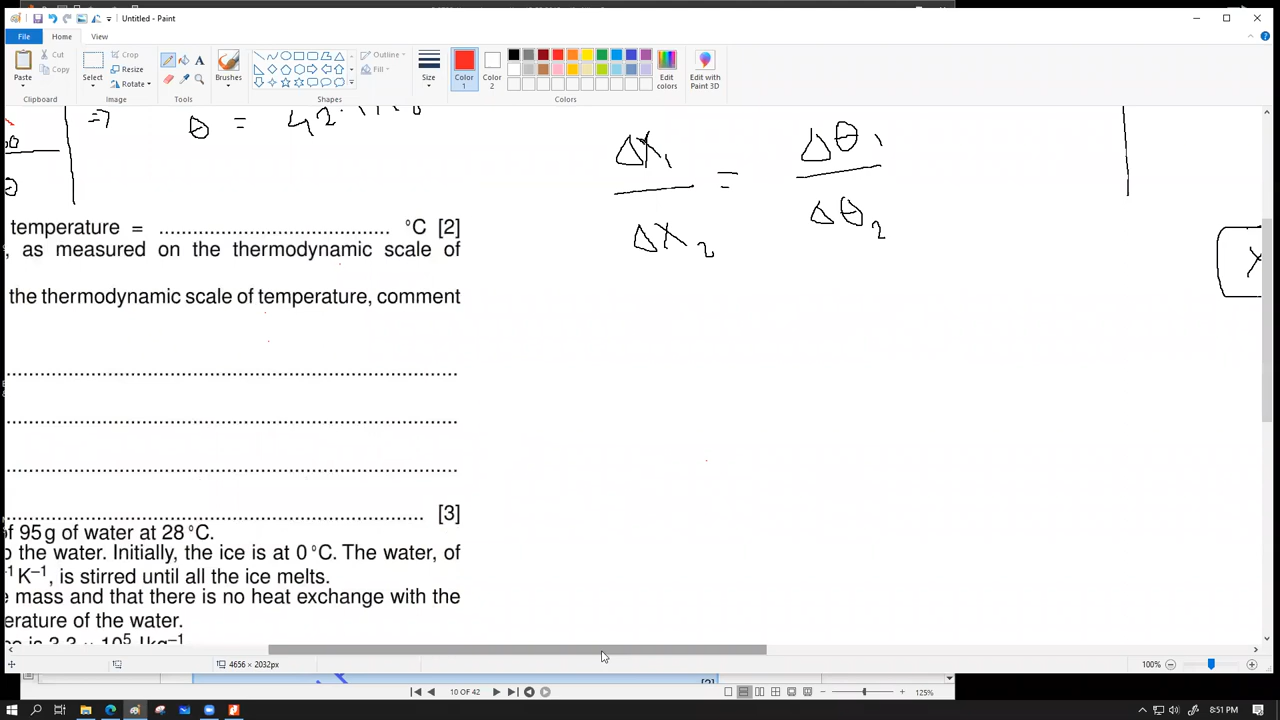 Untitled - Paint
File Home View
Paste Cut Copy Clipboard
Select Crop Resize Rotate Image
Tools
Brushes
Outline Fill Shapes
Size
Color 1 Color 2 Edit colors Edit with Paint 3D Colors
⇒ θ = 42.
ΔX₁ / ΔX₂ = Δθ₁ / Δθ₂
θ
X
temperature = ....................................... °C [2]
, as measured on the thermodynamic scale of
the thermodynamic scale of temperature, comment
[3]
of 95 g of water at 28 °C.
o the water. Initially, the ice is at 0 °C. The water, of
⁻¹ K⁻¹, is stirred until all the ice melts.
e mass and that there is no heat exchange with the
erature of the water.
4656 × 2032px 100%
10 OF 42 125%
8:51 PM